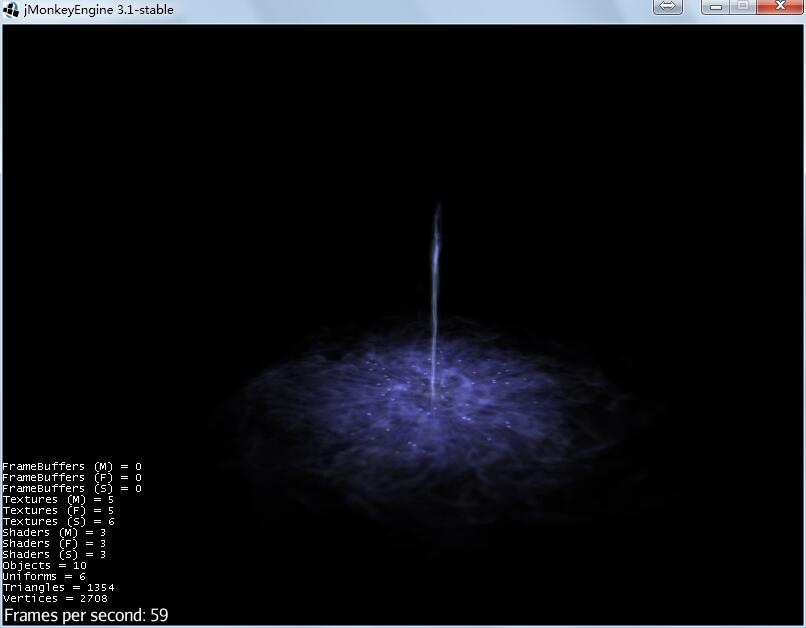 jMonkeyEngine 3.1-stable
FrameBuffers (M) = 0
FrameBuffers (F) = 0
FrameBuffers (S) = 0
Textures (M) = 5
Textures (F) = 5
Textures (S) = 6
Shaders (M) = 3
Shaders (F) = 3
Shaders (S) = 3
Objects = 10
Uniforms = 6
Triangles = 1354
Vertices = 2708
Frames per second: 59